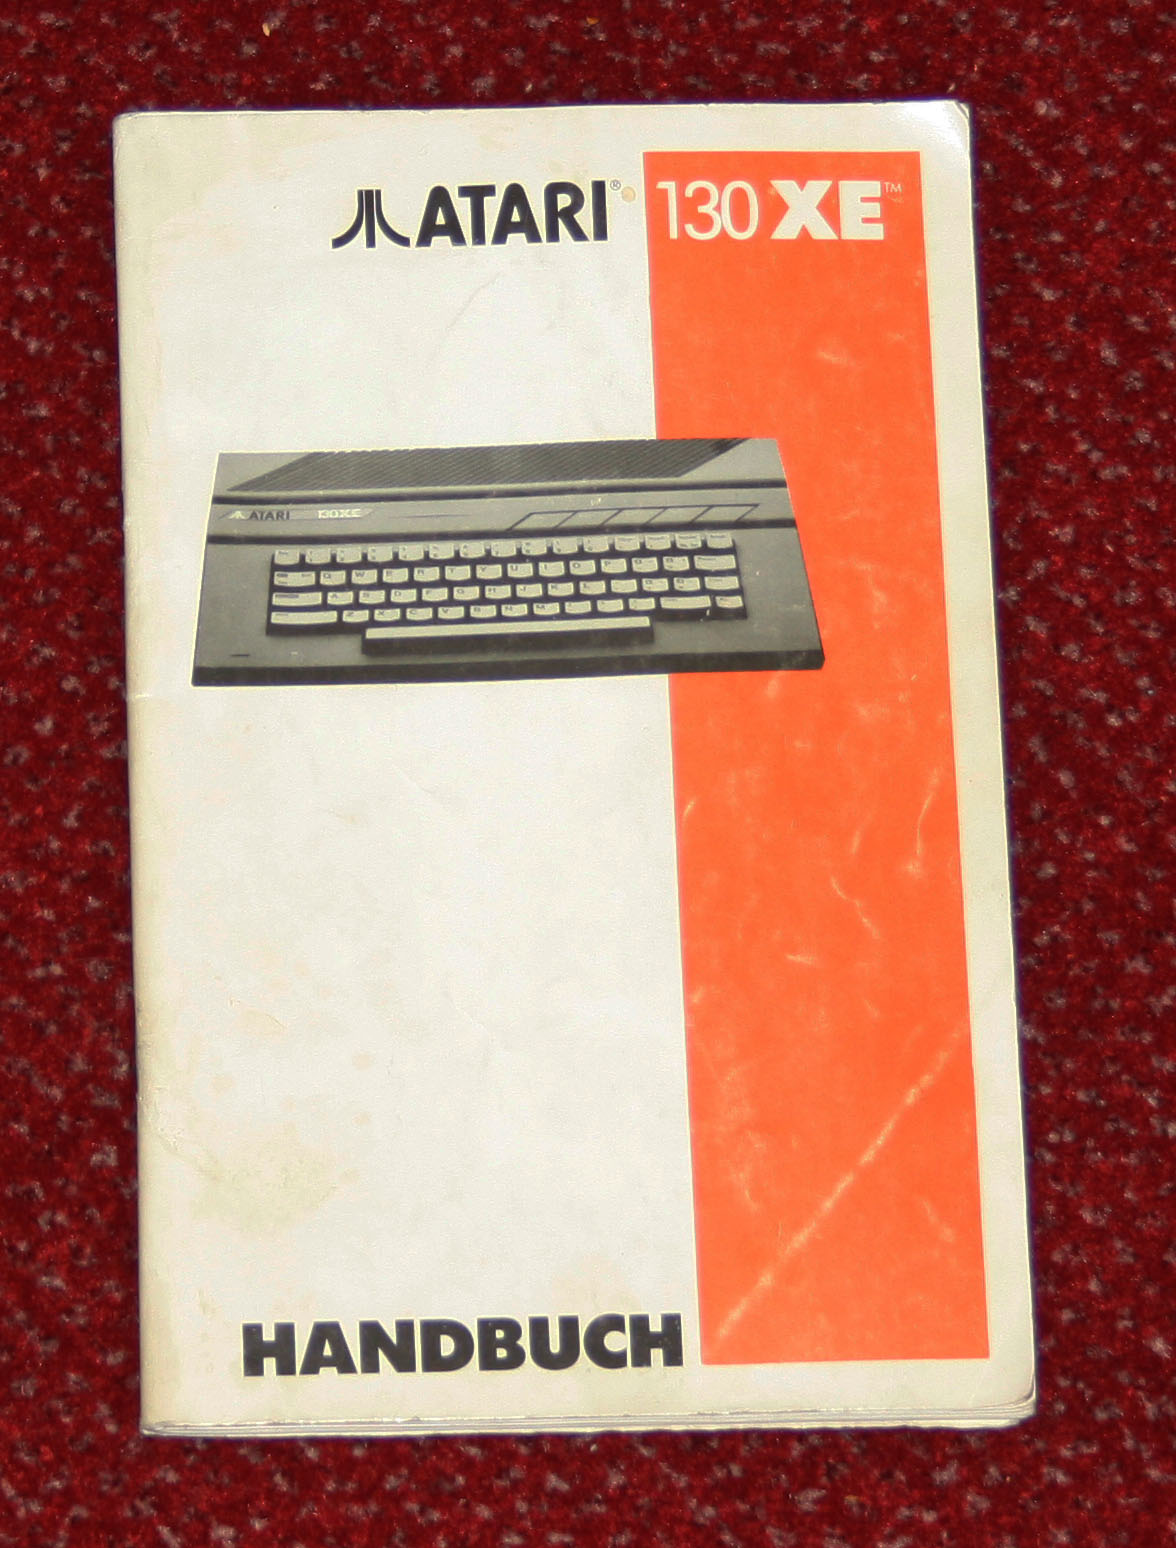 ATARI® 130 XE™
ATARI 130XE
Q W E R T Y U I O P
A S D F G H J K L
Z X C V B N M
HANDBUCH